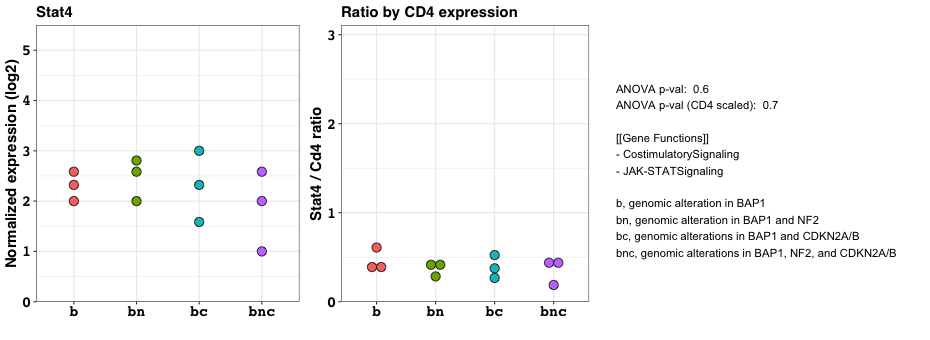 Stat4
Normalized expression (log2)
5
4
3
2
1
0
b bn bc bnc
Ratio by CD4 expression
Stat4 / Cd4 ratio
3
2
1
0
b bn bc bnc
ANOVA p-val: 0.6
ANOVA p-val (CD4 scaled): 0.7
[[Gene Functions]]
- CostimulatorySignaling
- JAK-STATSignaling
b, genomic alteration in BAP1
bn, genomic alteration in BAP1 and NF2
bc, genomic alterations in BAP1 and CDKN2A/B
bnc, genomic alterations in BAP1, NF2, and CDKN2A/B